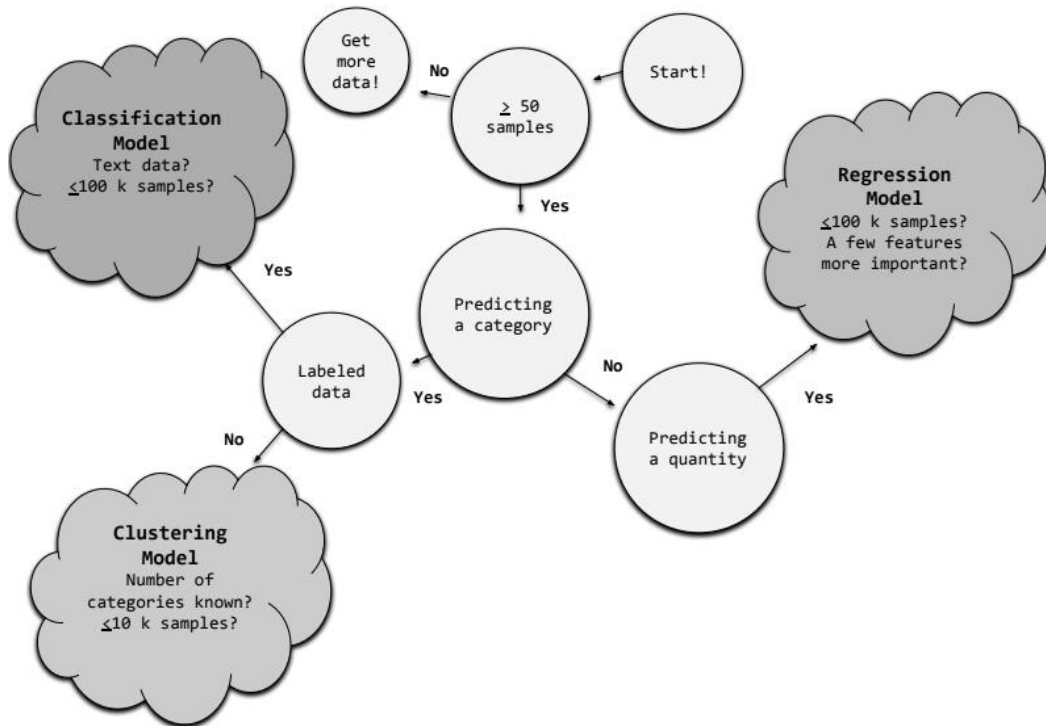 Start!
≥ 50
samples
No
Get
more
data!
Yes
Predicting
a category
Yes
Labeled
data
Yes
Classification
Model
Text data?
≤100 k samples?
No
Clustering
Model
Number of
categories known?
≤10 k samples?
No
Predicting
a quantity
Yes
Regression
Model
≤100 k samples?
A few features
more important?